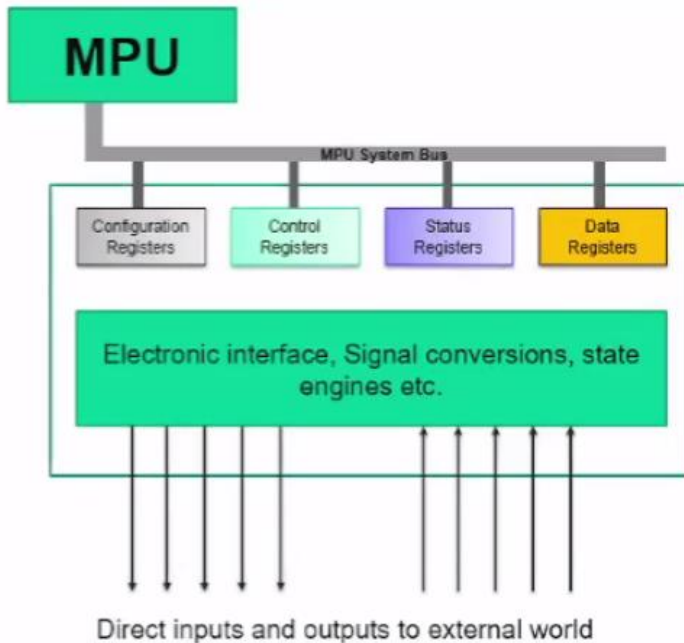 MPU
MPU System Bus
Configuration
Registers
Control
Registers
Status
Registers
Data
Registers
Electronic interface, Signal conversions, state
engines etc.
Direct inputs and outputs to external world